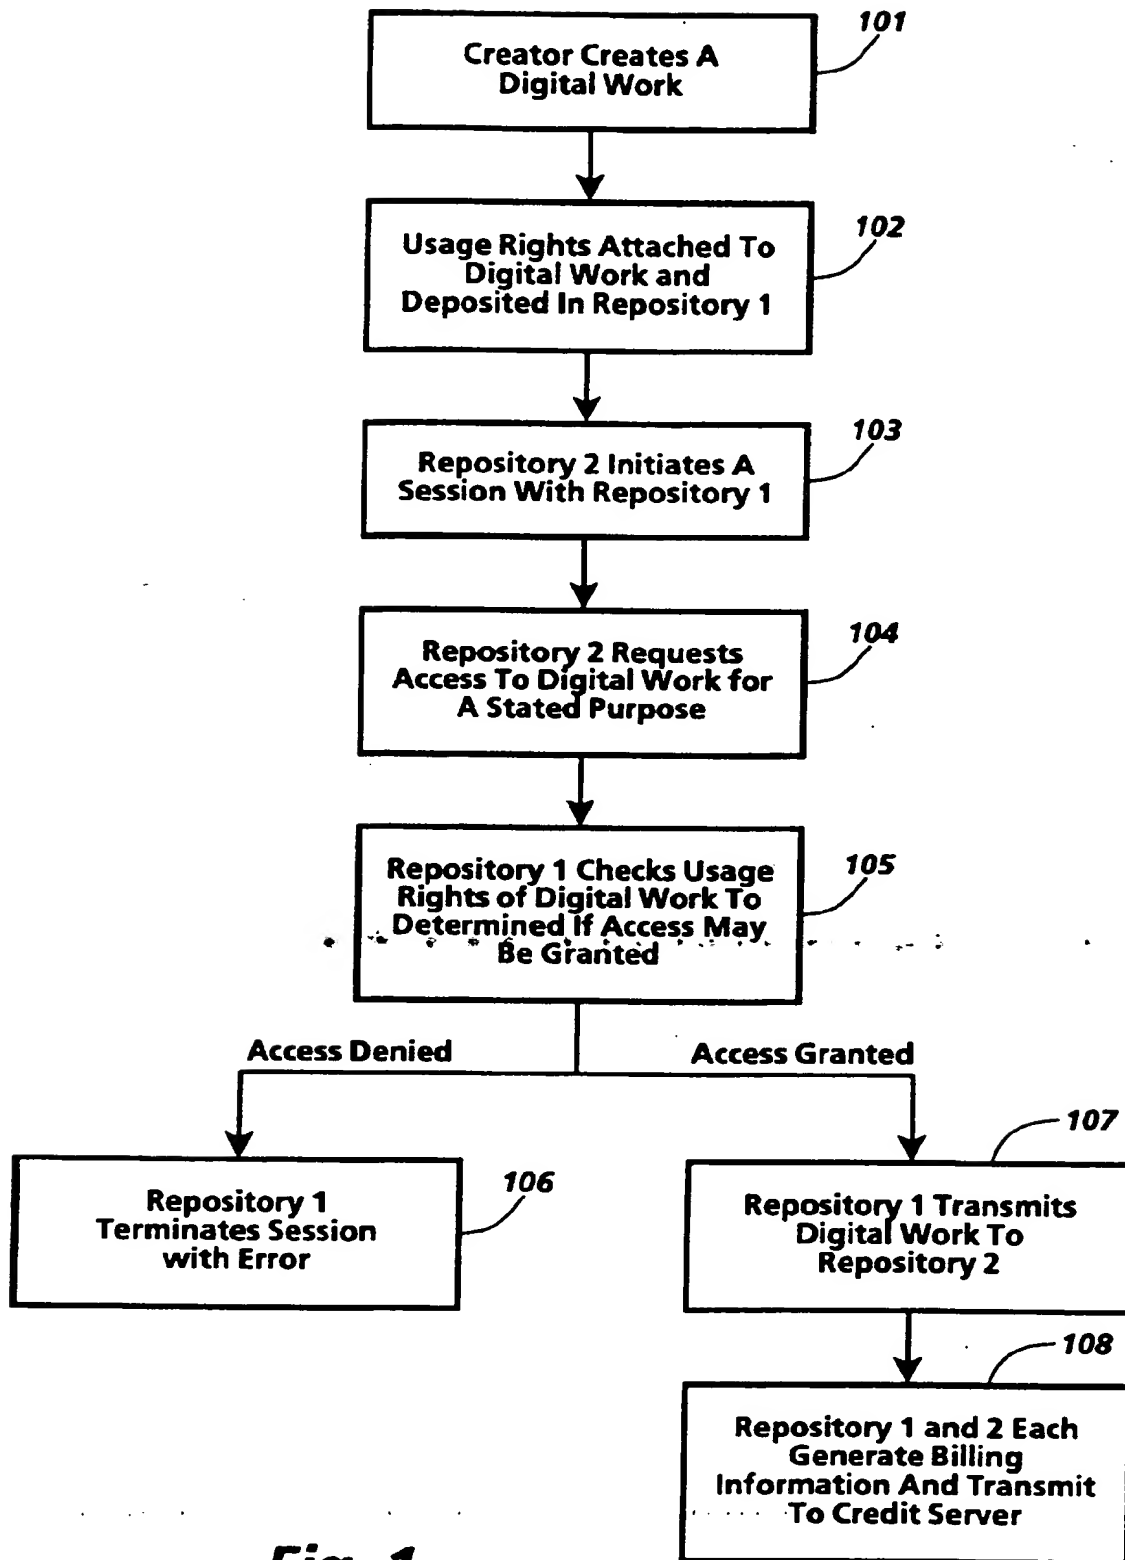 101
Creator Creates A
Digital Work
102
Usage Rights Attached To
Digital Work and
Deposited In Repository 1
103
Repository 2 Initiates A
Session With Repository 1
104
Repository 2 Requests
Access To Digital Work for
A Stated Purpose
105
Repository 1 Checks Usage
Rights of Digital Work To
Determined If Access May
Be Granted
Access Denied
Access Granted
106
Repository 1
Terminates Session
with Error
107
Repository 1 Transmits
Digital Work To
Repository 2
108
Repository 1 and 2 Each
Generate Billing
Information And Transmit
To Credit Server
Fig. 1